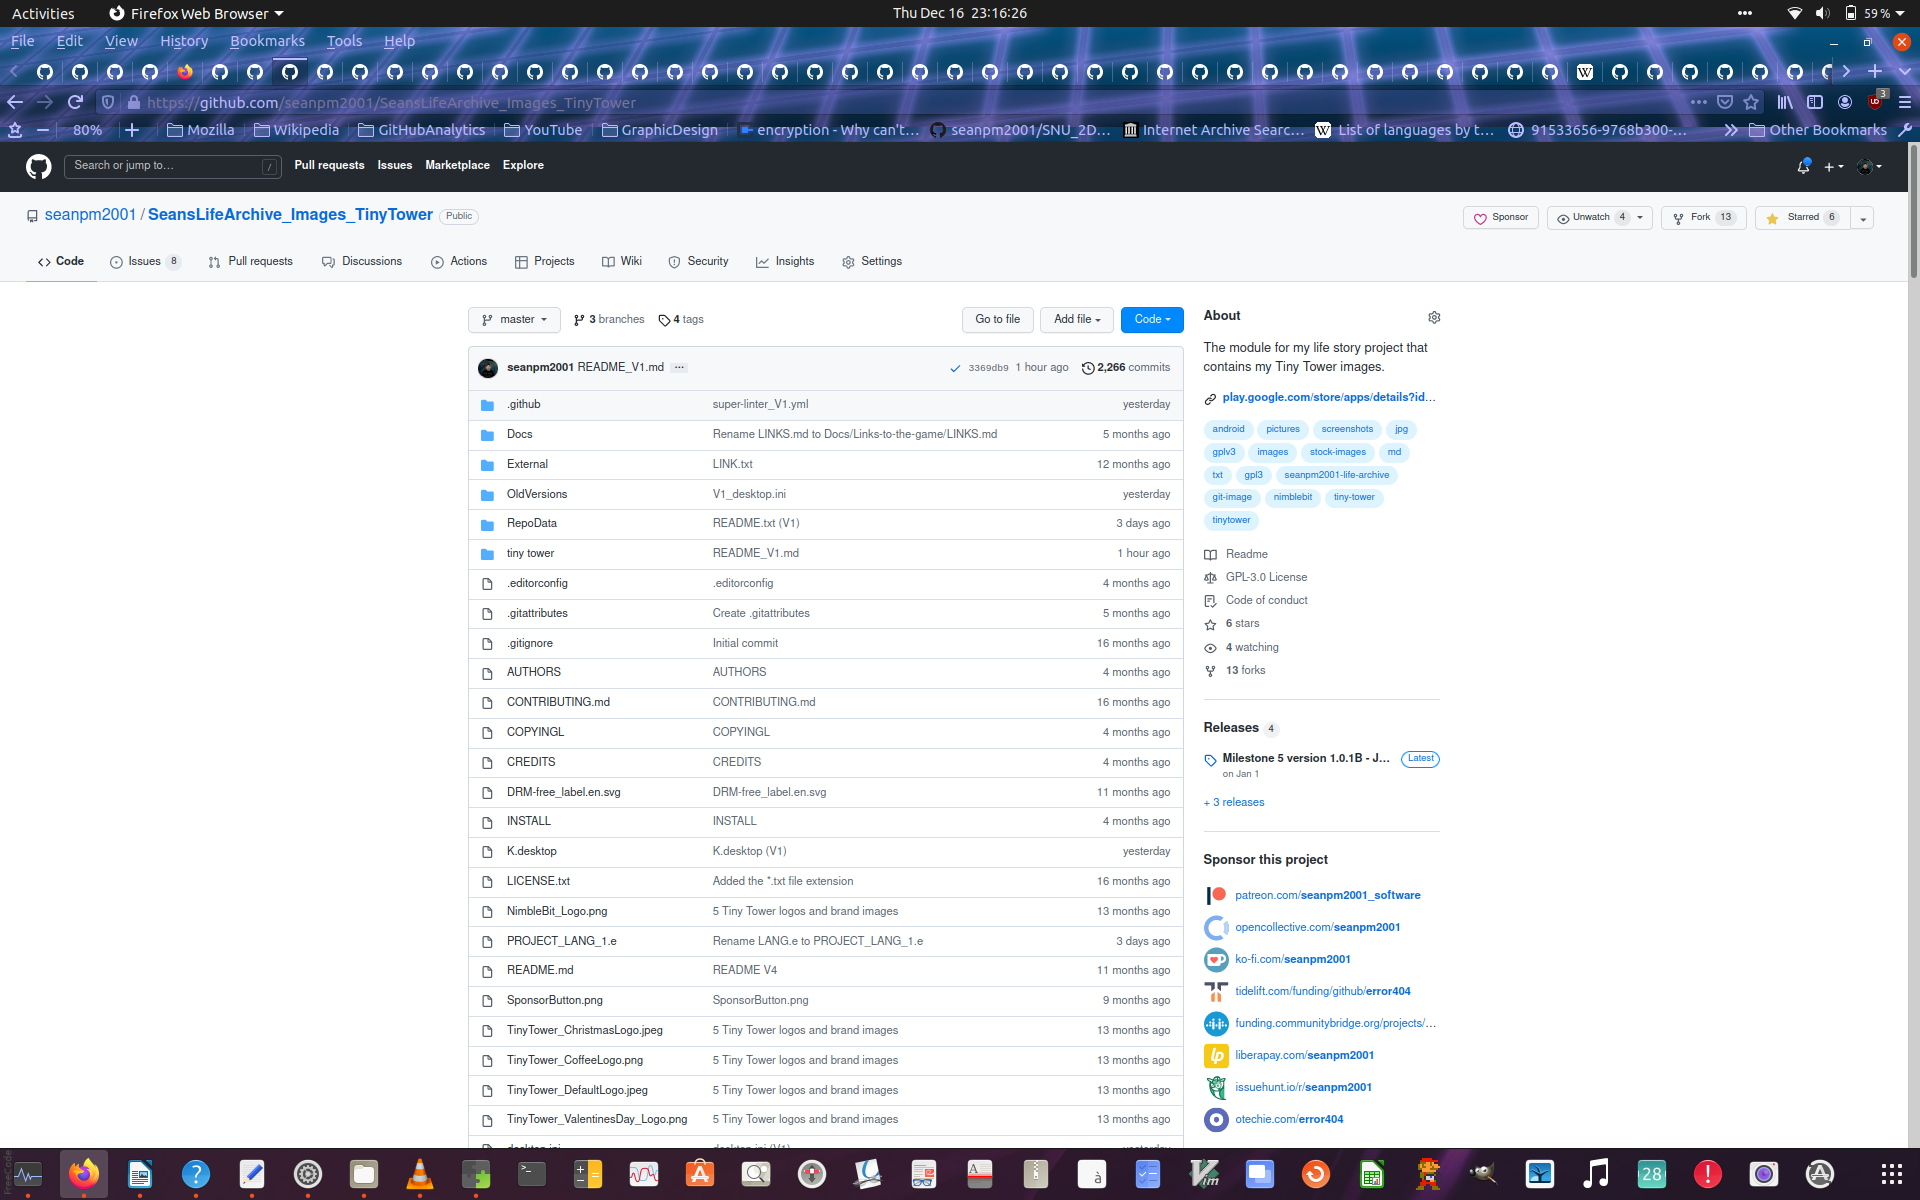 Activities Firefox Web Browser Thu Dec 16 23:16:26 59 %
File Edit View History Bookmarks Tools Help
https://github.com/seanpm2001/SeansLifeArchive_Images_TinyTower 3
80% Mozilla Wikipedia GitHubAnalytics YouTube GraphicDesign encryption - Why can't… seanpm2001/SNU_2D… Internet Archive Searc… List of languages by t… 91533656-9768b300-… Other Bookmarks
Search or jump to… / Pull requests Issues Marketplace Explore
seanpm2001 / SeansLifeArchive_Images_TinyTower Public Sponsor Unwatch 4 Fork 13 Starred 6
Code Issues 8 Pull requests Discussions Actions Projects Wiki Security Insights Settings
master 3 branches 4 tags Go to file Add file Code
seanpm2001 README_V1.md ... 3369db9 1 hour ago 2,266 commits
.github super-linter_V1.yml yesterday
Docs Rename LINKS.md to Docs/Links-to-the-game/LINKS.md 5 months ago
External LINK.txt 12 months ago
OldVersions V1_desktop.ini yesterday
RepoData README.txt (V1) 3 days ago
tiny tower README_V1.md 1 hour ago
.editorconfig .editorconfig 4 months ago
.gitattributes Create .gitattributes 5 months ago
.gitignore Initial commit 16 months ago
AUTHORS AUTHORS 4 months ago
CONTRIBUTING.md CONTRIBUTING.md 16 months ago
COPYINGL COPYINGL 4 months ago
CREDITS CREDITS 4 months ago
DRM-free_label.en.svg DRM-free_label.en.svg 11 months ago
INSTALL INSTALL 4 months ago
K.desktop K.desktop (V1) yesterday
LICENSE.txt Added the *.txt file extension 16 months ago
NimbleBit_Logo.png 5 Tiny Tower logos and brand images 13 months ago
PROJECT_LANG_1.e Rename LANG.e to PROJECT_LANG_1.e 3 days ago
README.md README V4 11 months ago
SponsorButton.png SponsorButton.png 9 months ago
TinyTower_ChristmasLogo.jpeg 5 Tiny Tower logos and brand images 13 months ago
TinyTower_CoffeeLogo.png 5 Tiny Tower logos and brand images 13 months ago
TinyTower_DefaultLogo.jpeg 5 Tiny Tower logos and brand images 13 months ago
TinyTower_ValentinesDay_Logo.png 5 Tiny Tower logos and brand images 13 months ago
About
The module for my life story project that
contains my Tiny Tower images.
play.google.com/store/apps/details?id…
android pictures screenshots jpg
gplv3 images stock-images md
txt gpl3 seanpm2001-life-archive
git-image nimblebit tiny-tower
tinytower
Readme
GPL-3.0 License
Code of conduct
6 stars
4 watching
13 forks
Releases 4
Milestone 5 version 1.0.1B - J… Latest
on Jan 1
+ 3 releases
Sponsor this project
patreon.com/seanpm2001_software
opencollective.com/seanpm2001
ko-fi.com/seanpm2001
tidelift.com/funding/github/error404
funding.communitybridge.org/projects/…
liberapay.com/seanpm2001
issuehunt.io/r/seanpm2001
otechie.com/error404
28